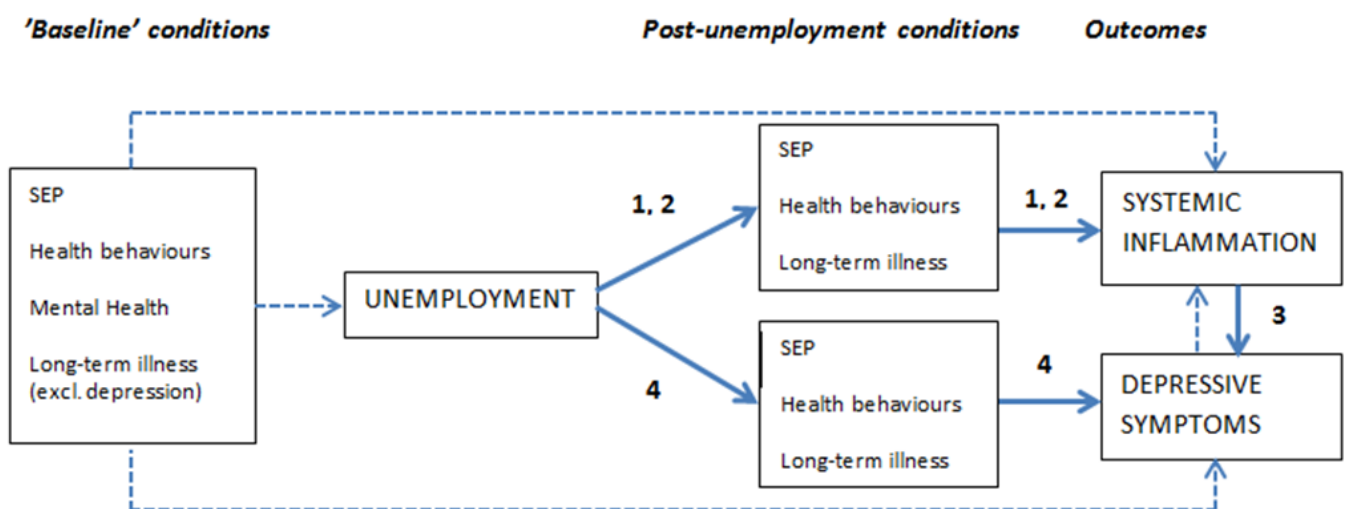 'Baseline' conditions
Post-unemployment conditions
Outcomes
SEP
Health behaviours
Mental Health
Long-term illness
(excl. depression)
UNEMPLOYMENT
1, 2
4
SEP
Health behaviours
Long-term illness
SEP
Health behaviours
Long-term illness
1, 2
4
SYSTEMIC
INFLAMMATION
3
DEPRESSIVE
SYMPTOMS